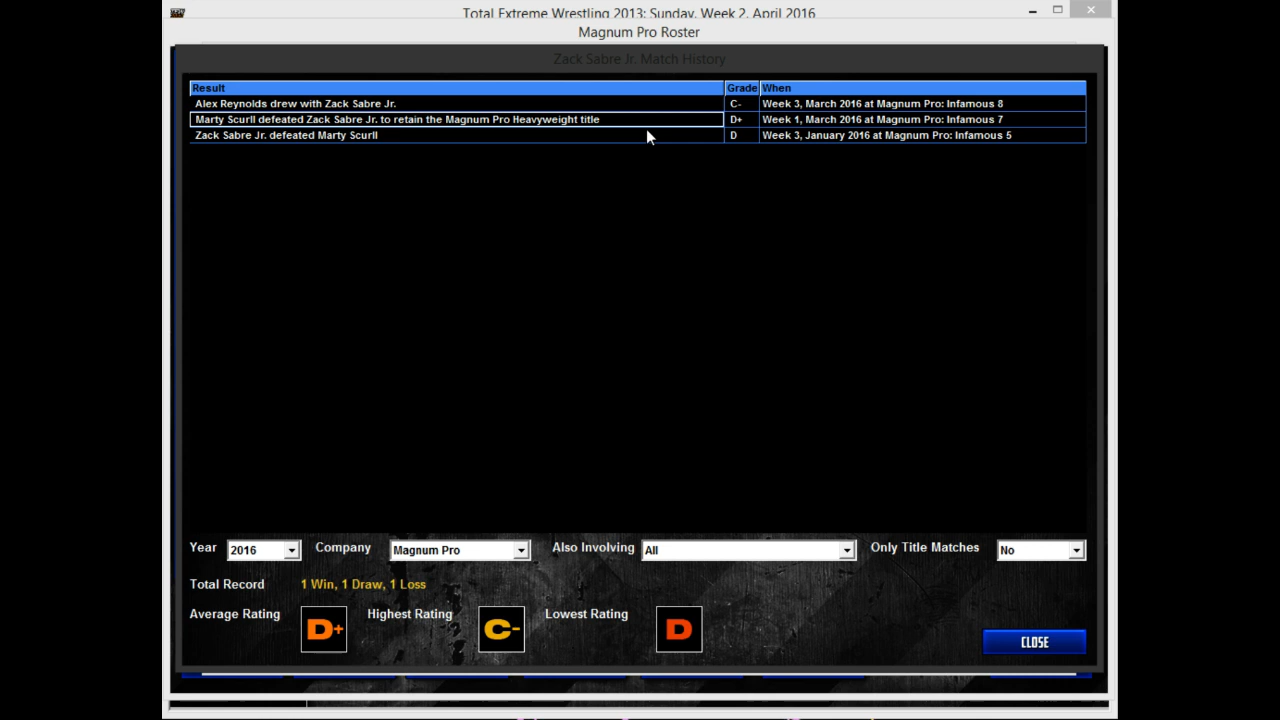 Total Extreme Wrestling 2013: Sunday, Week 2, April 2016
Magnum Pro Roster
Zack Sabre Jr. Match History
Result Grade When
Alex Reynolds drew with Zack Sabre Jr. C- Week 3, March 2016 at Magnum Pro: Infamous 8
Marty Scurll defeated Zack Sabre Jr. to retain the Magnum Pro Heavyweight title D+ Week 1, March 2016 at Magnum Pro: Infamous 7
Zack Sabre Jr. defeated Marty Scurll D Week 3, January 2016 at Magnum Pro: Infamous 5
Year 2016 Company Magnum Pro Also Involving All Only Title Matches No
Total Record 1 Win, 1 Draw, 1 Loss
Average Rating D+ Highest Rating C- Lowest Rating D
CLOSE